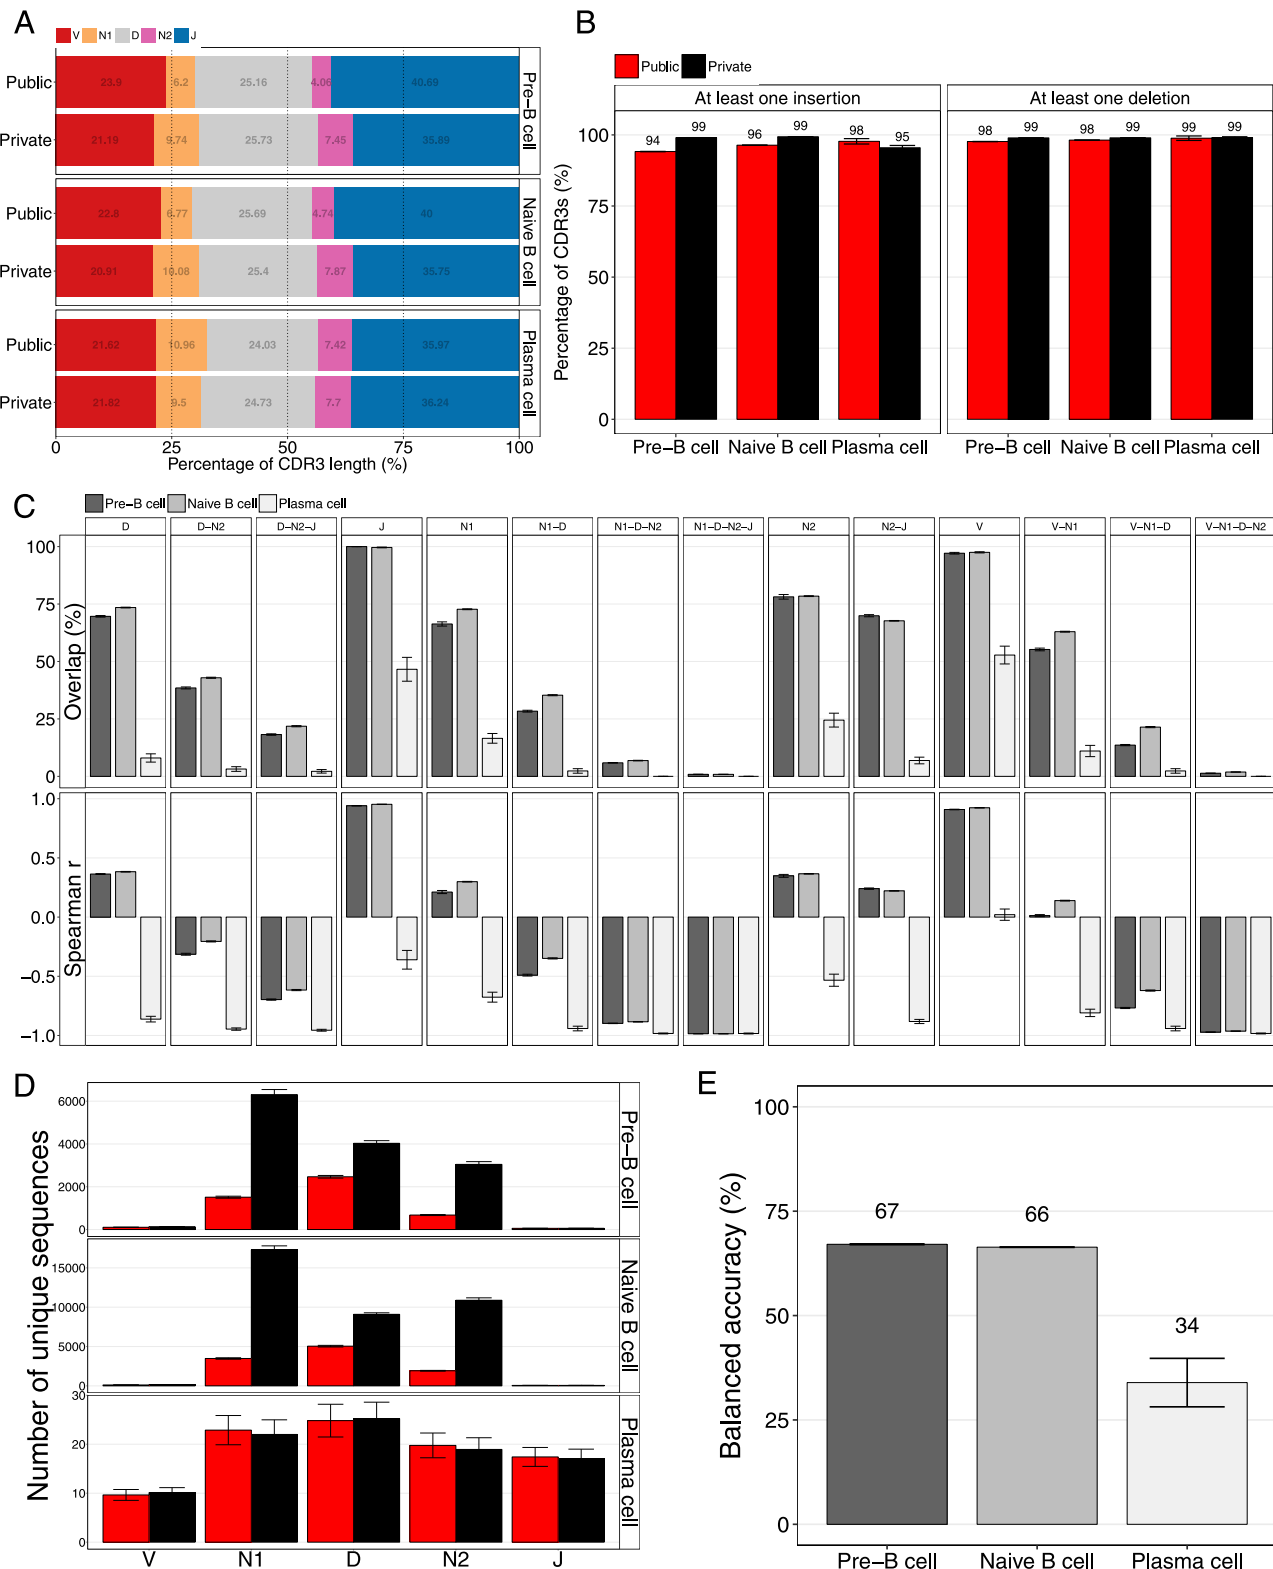 A
V N1 D N2 J
Public 23.9 6.2 25.16 4.06 40.69
Private 21.19 9.74 25.73 7.45 35.89
Pre-B cell
Public 22.8 6.77 25.69 4.74 40
Private 20.91 10.08 25.4 7.87 35.75
Naive B cell
Public 21.62 10.96 24.03 7.42 35.97
Private 21.82 9.5 24.73 7.7 36.24
Plasma cell
0 25 50 75 100
Percentage of CDR3 length (%)
B
Public Private
At least one insertion At least one deletion
Percentage of CDR3s (%)
100
75
50
25
0
94 99 96 99 98 95 98 99 98 99 99 99
Pre-B cell Naive B cell Plasma cell Pre-B cell Naive B cell Plasma cell
C
Pre-B cell Naive B cell Plasma cell
D D-N2 D-N2-J J N1 N1-D N1-D-N2 N1-D-N2-J N2 N2-J V V-N1 V-N1-D V-N1-D-N2
Overlap (%)
100
75
50
25
0
Spearman r
1.0
0.5
0.0
-0.5
-1.0
D
Number of unique sequences
6000
4000
2000
0
Pre-B cell
15000
10000
5000
0
Naive B cell
30
20
10
0
Plasma cell
V N1 D N2 J
E
Balanced accuracy (%)
100
75
50
25
0
67 66 34
Pre-B cell Naive B cell Plasma cell